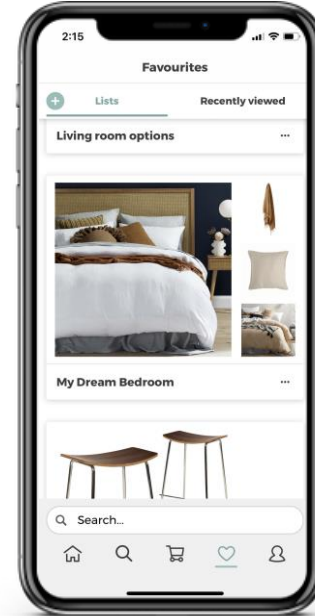 2:15
Favourites
Lists
Recently viewed
Living room options
My Dream Bedroom
Search...